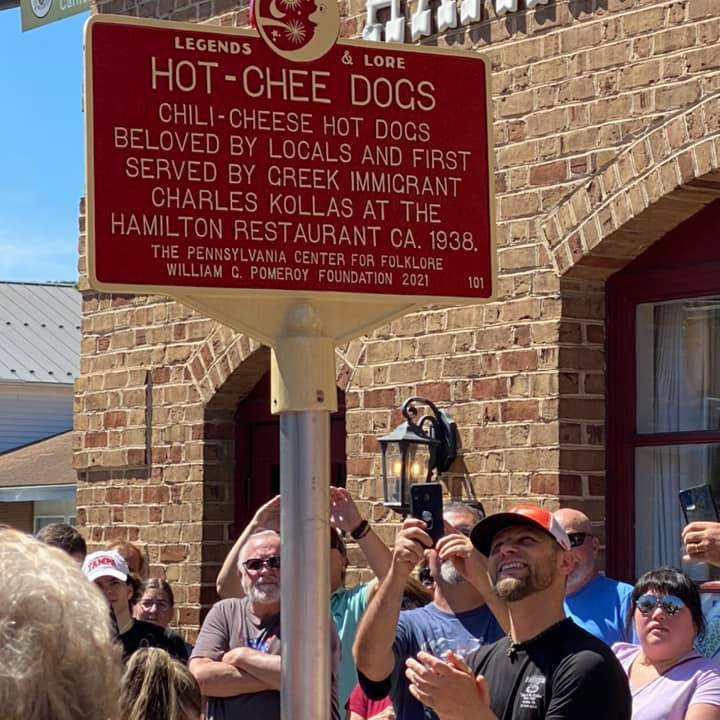 LEGENDS & LORE
HOT-CHEE DOGS
CHILI-CHEESE HOT DOGS
BELOVED BY LOCALS AND FIRST
SERVED BY GREEK IMMIGRANT
CHARLES KOLLAS AT THE
HAMILTON RESTAURANT CA. 1938.
THE PENNSYLVANIA CENTER FOR FOLKLORE
WILLIAM G. POMEROY FOUNDATION 2021 101
TAMPA